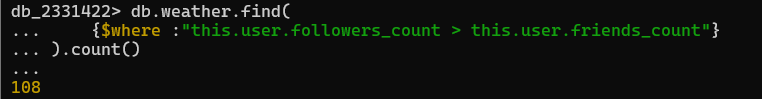 db_2331422> db.weather.find(
...     {$where :"this.user.followers_count > this.user.friends_count"}
... ).count()
...
108